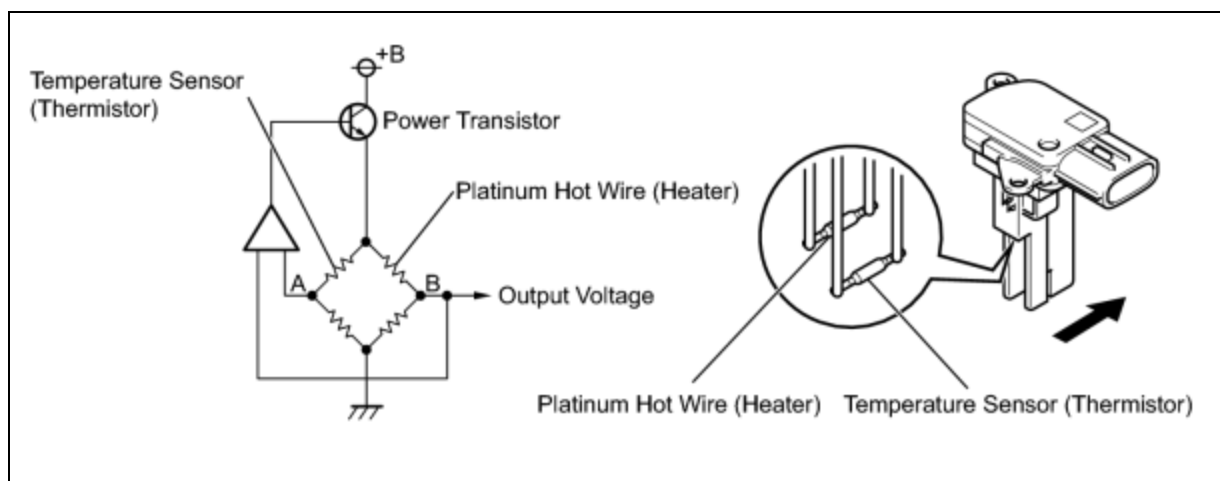 +B
Temperature Sensor
(Thermistor)
Power Transistor
Platinum Hot Wire (Heater)
A
B
Output Voltage
Platinum Hot Wire (Heater)
Temperature Sensor (Thermistor)